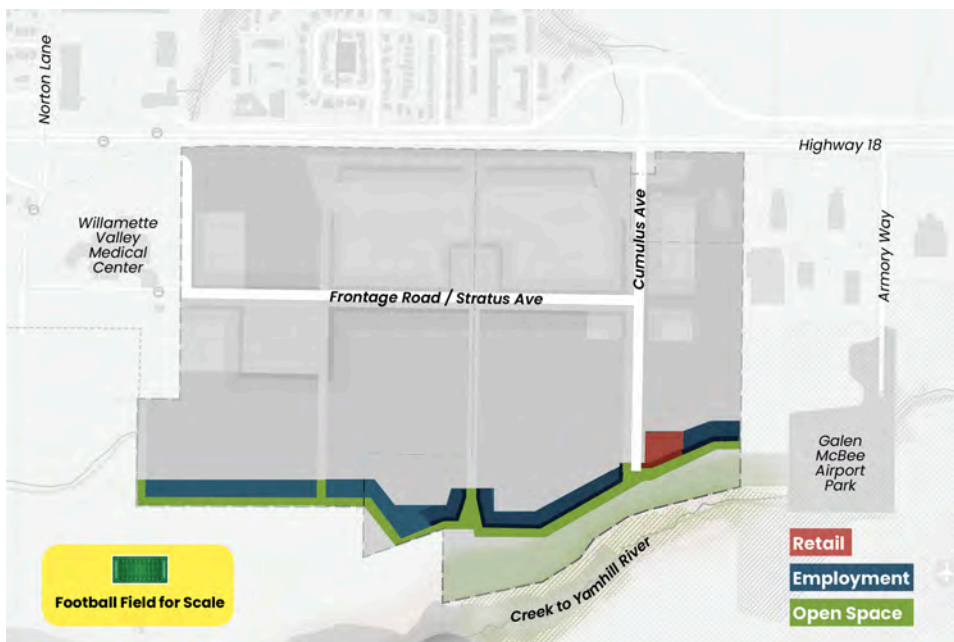 Norton Lane
Highway 18
Willamette
Valley
Medical
Center
Cumulus Ave
Armory Way
Frontage Road / Stratus Ave
Galen
McBee
Airport
Park
Retail
Employment
Open Space
Football Field for Scale
Creek to Yamhill River